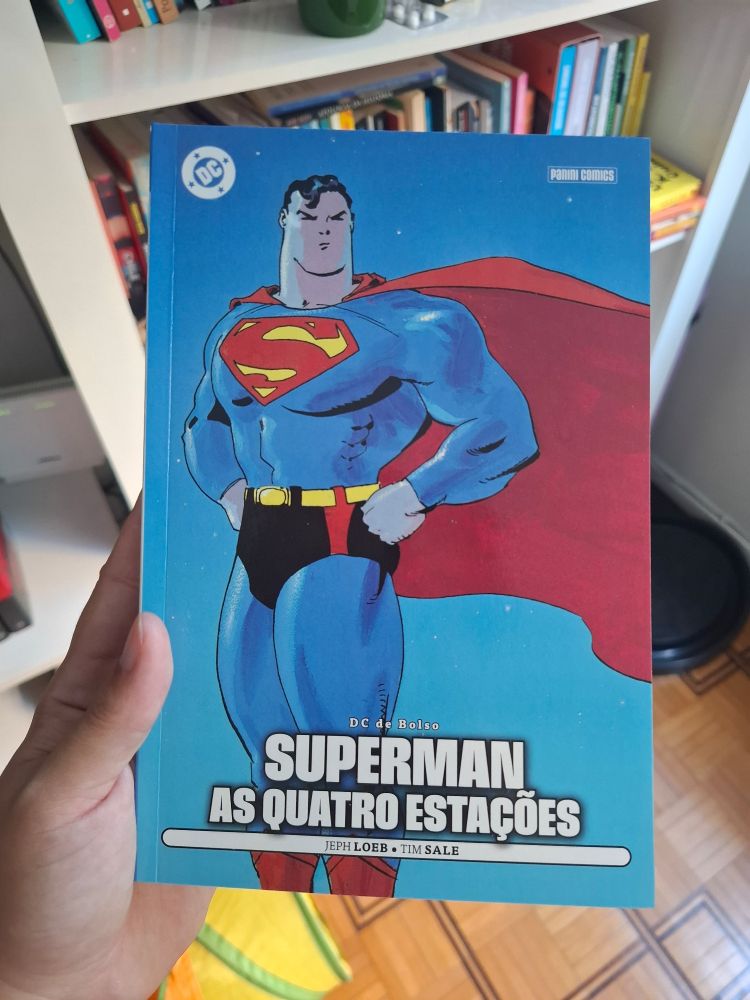 DC
PANINI COMICS
S
DC de Bolso
SUPERMAN
AS QUATRO ESTAÇÕES
JEPH LOEB • TIM SALE